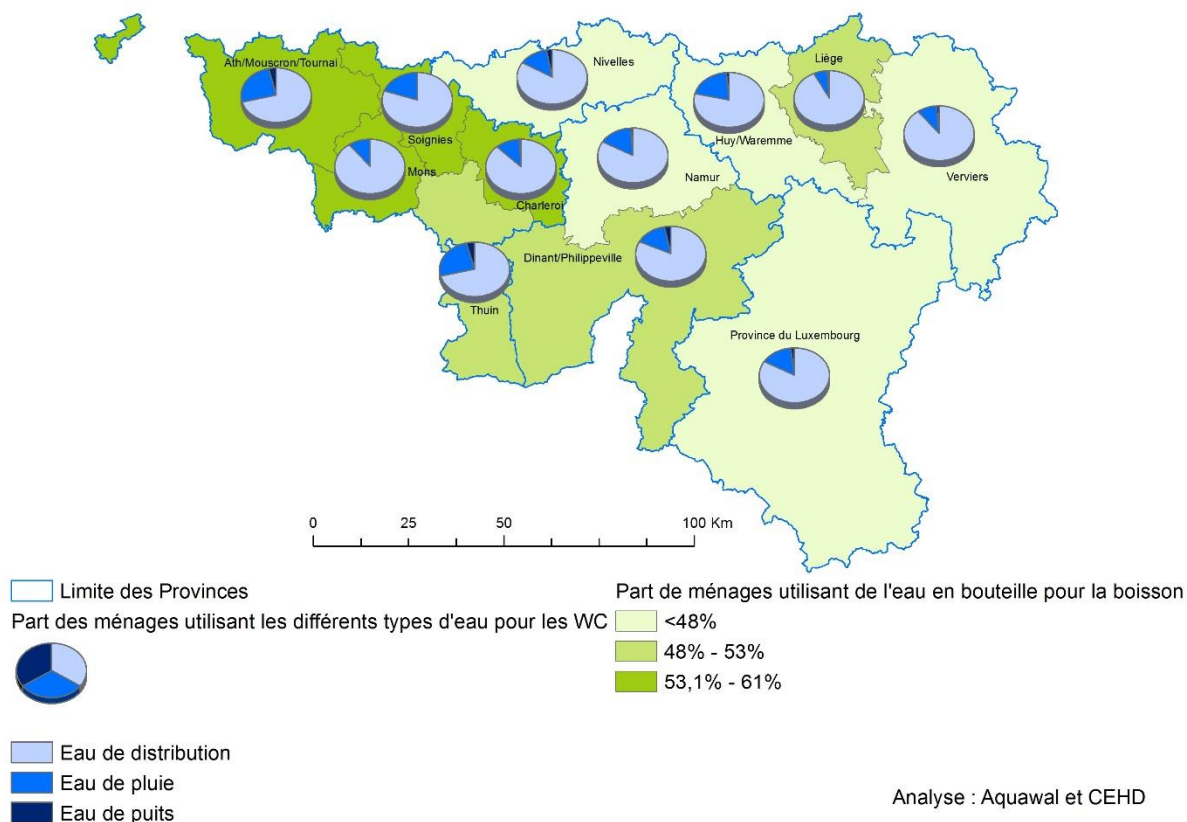 Ath/Mouscron/Tournai
Nivelles
Liège
Soignies
Huy/Waremme
Mons
Namur
Verviers
Charleroi
Dinant/Philippeville
Thuin
Province du Luxembourg
0 25 50 100 Km
Limite des Provinces
Part des ménages utilisant les différents types d'eau pour les WC
Eau de distribution
Eau de pluie
Eau de puits
Part de ménages utilisant de l'eau en bouteille pour la boisson
<48%
48% - 53%
53,1% - 61%
Analyse : Aquawal et CEHD